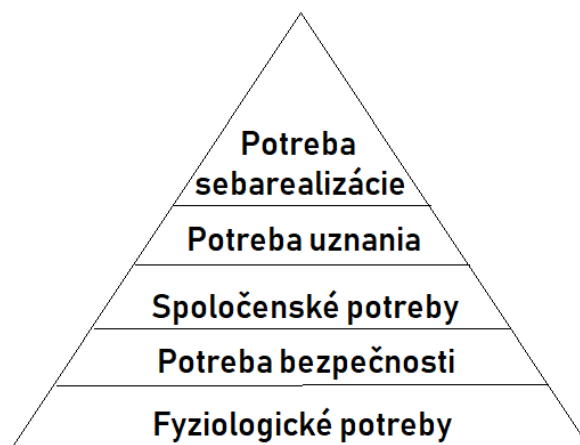 Potreba
sebarealizácie
Potreba uznania
Spoločenské potreby
Potreba bezpečnosti
Fyziologické potreby